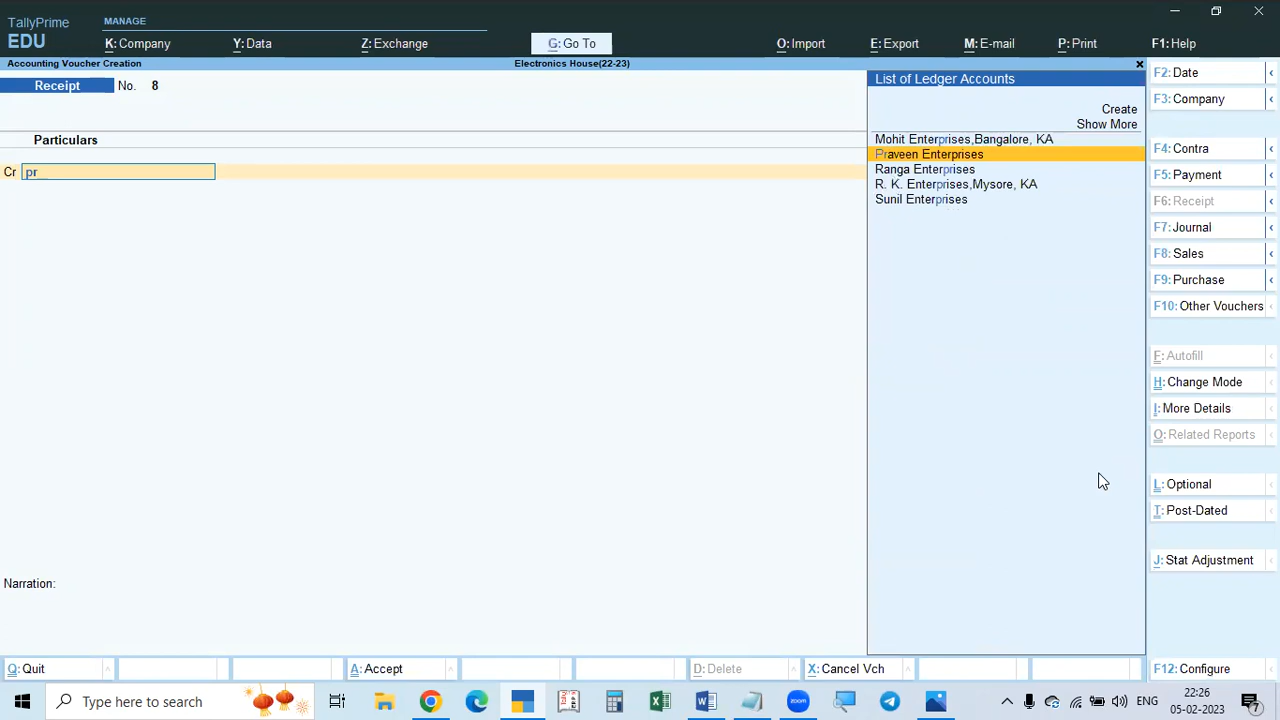 TallyPrime
EDU
MANAGE
K: Company
Y: Data
Z: Exchange
G: Go To
O: Import
E: Export
M: E-mail
P: Print
F1: Help
Accounting Voucher Creation
Electronics House(22-23)
Receipt No. 8
Particulars
Cr pr
Narration:
List of Ledger Accounts
Create
Show More
Mohit Enterprises,Bangalore, KA
Praveen Enterprises
Ranga Enterprises
R. K. Enterprises,Mysore, KA
Sunil Enterprises
F2: Date
F3: Company
F4: Contra
F5: Payment
F6: Receipt
F7: Journal
F8: Sales
F9: Purchase
F10: Other Vouchers
F: Autofill
H: Change Mode
I: More Details
O: Related Reports
L: Optional
T: Post-Dated
J: Stat Adjustment
Q: Quit
A: Accept
D: Delete
X: Cancel Vch
F12: Configure
Type here to search
zoom
ENG
22:26
05-02-2023
7